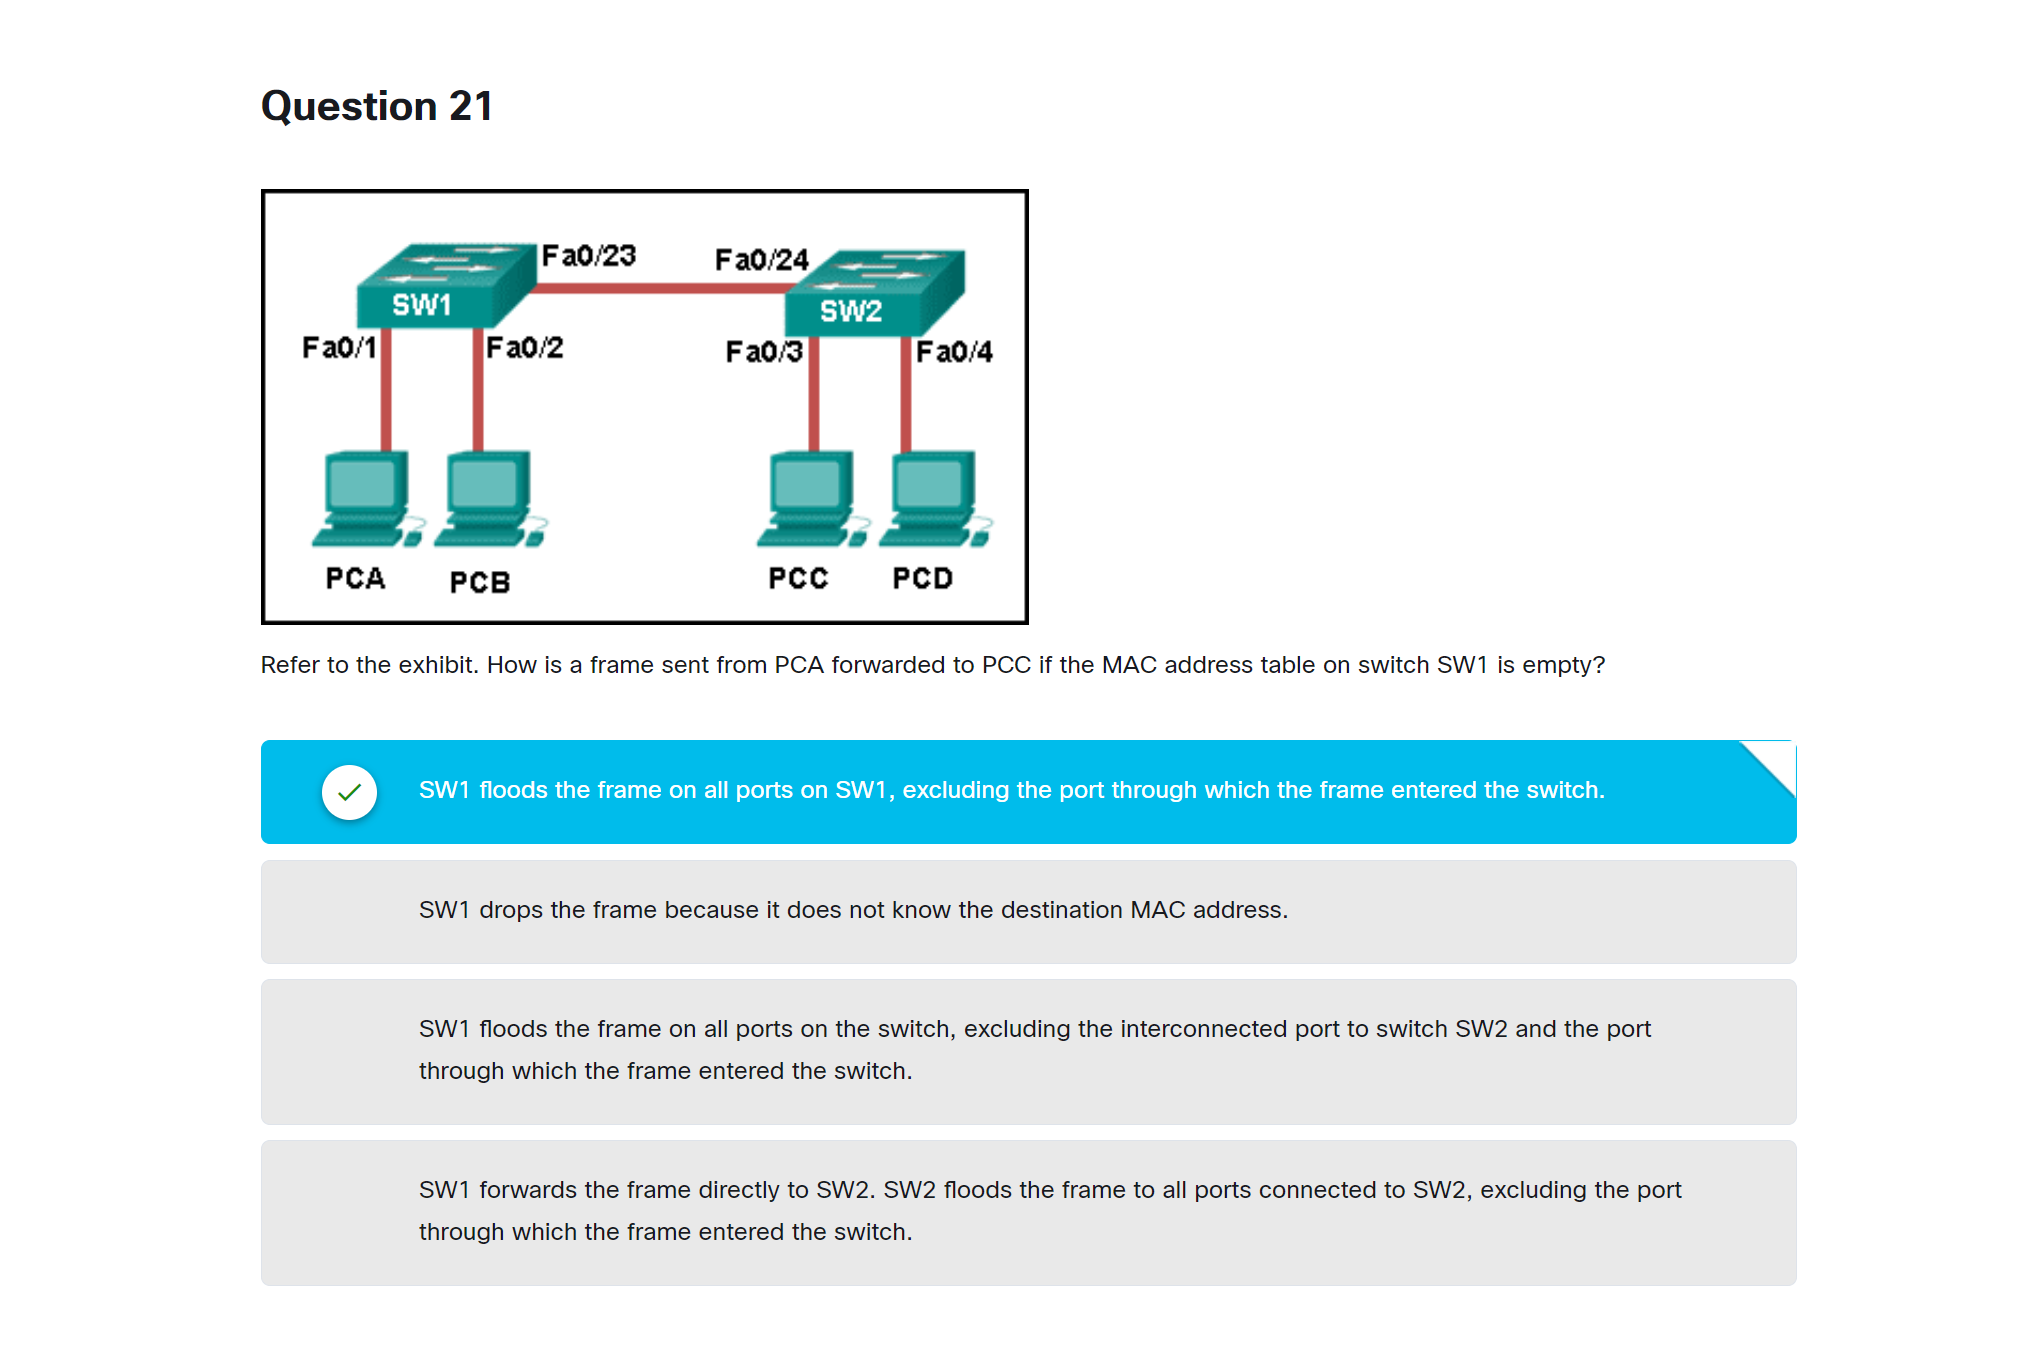 Question 21
Fa0/23
Fa0/24
SW1
SW2
Fa0/1
Fa0/2
Fa0/3
Fa0/4
PCA
PCB
PCC
PCD
Refer to the exhibit. How is a frame sent from PCA forwarded to PCC if the MAC address table on switch SW1 is empty?
SW1 floods the frame on all ports on SW1, excluding the port through which the frame entered the switch.
SW1 drops the frame because it does not know the destination MAC address.
SW1 floods the frame on all ports on the switch, excluding the interconnected port to switch SW2 and the port
through which the frame entered the switch.
SW1 forwards the frame directly to SW2. SW2 floods the frame to all ports connected to SW2, excluding the port
through which the frame entered the switch.